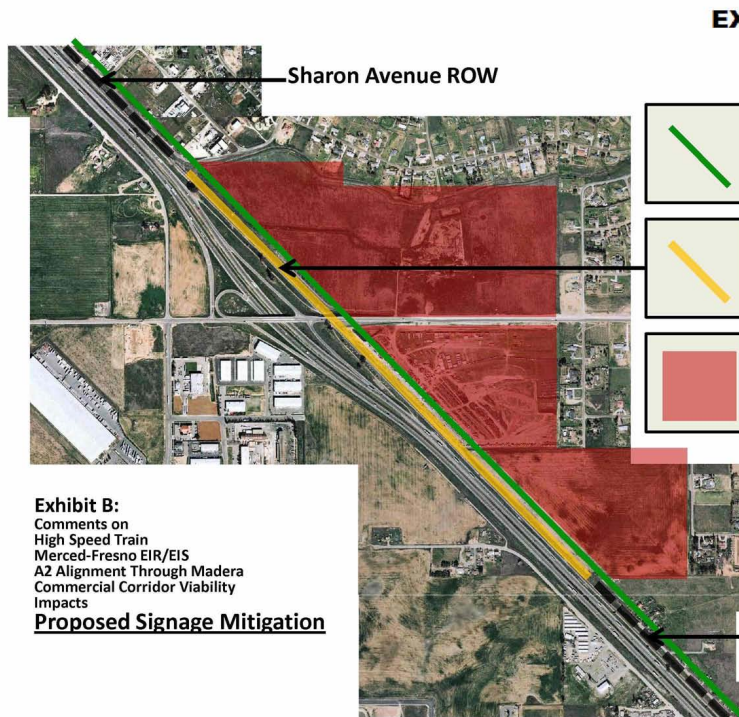 EX
Sharon Avenue ROW
Exhibit B:
Comments on
High Speed Train
Merced-Fresno EIR/EIS
A2 Alignment Through Madera
Commercial Corridor Viability
Impacts
Proposed Signage Mitigation